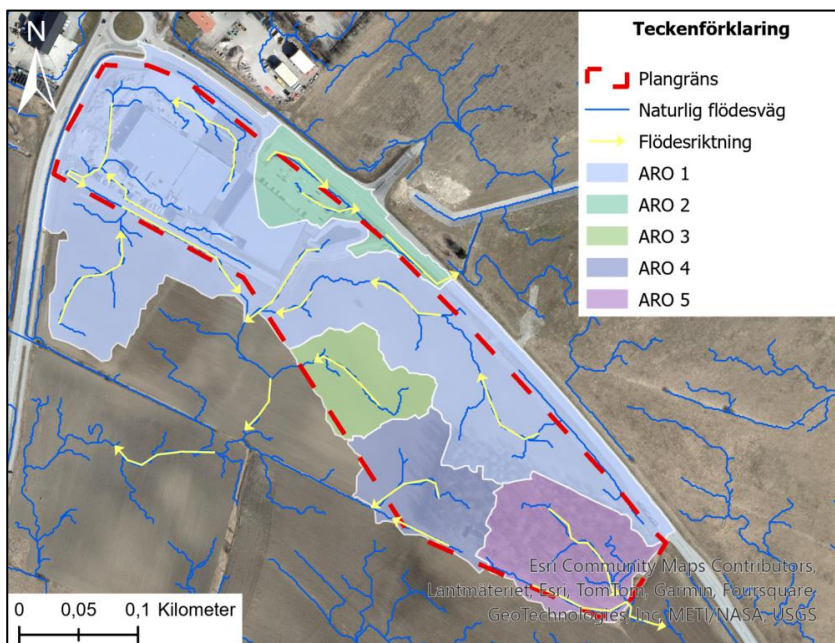 N
Teckenförklaring
Plangräns
Naturlig flödesväg
Flödesriktning
ARO 1
ARO 2
ARO 3
ARO 4
ARO 5
0 0,05 0,1 Kilometer
Esri Community Maps Contributors,
Lantmäteriet, Esri, TomTom, Garmin, Foursquare,
GeoTechnologies, Inc, METI/NASA, USGS